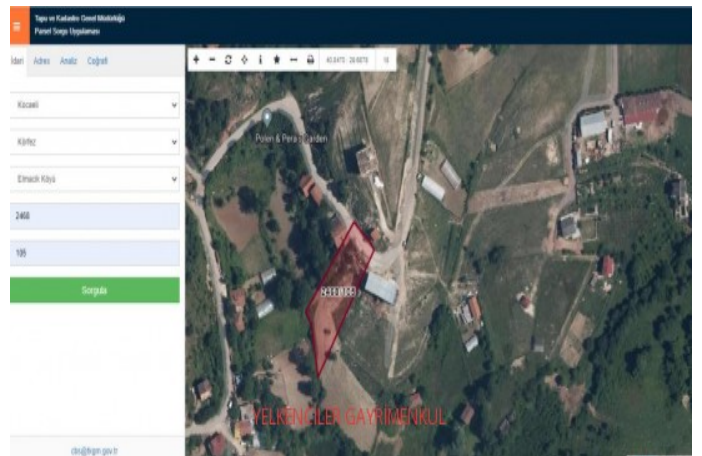 Tapu ve Kadastro Genel Müdürlüğü
Parsel Sorgu Uygulaması
İdari Adres Analiz Coğrafi
Kocaeli
Körfez
Elmacık Köyü
2468
105
Sorgula
Polen & Pera's Garden
YELKENCİLER GAYRİMENKUL
cbs@tkgm.gov.tr